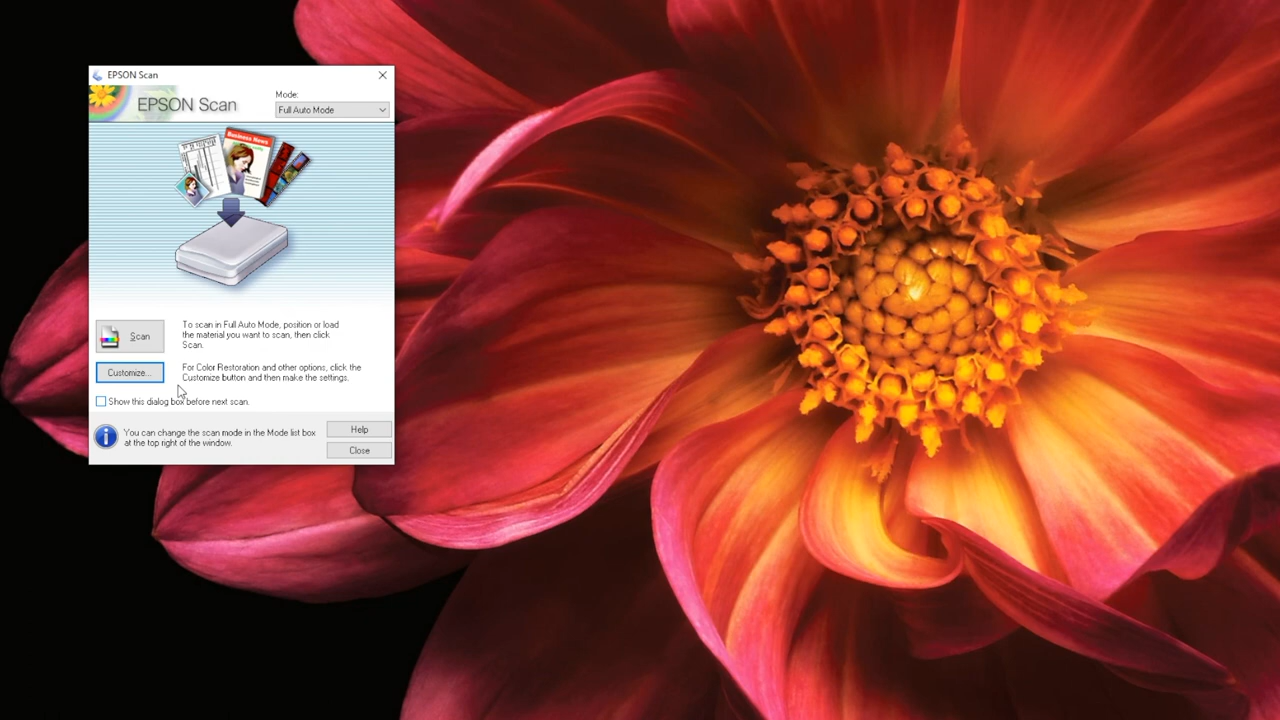 EPSON Scan
EPSON Scan
Mode:
Full Auto Mode
Business News
Scan
To scan in Full Auto Mode, position or load
the material you want to scan, then click
Scan.
Customize...
For Color Restoration and other options, click the
Customize button and then make the settings.
Show this dialog box before next scan.
You can change the scan mode in the Mode list box
at the top right of the window.
Help
Close